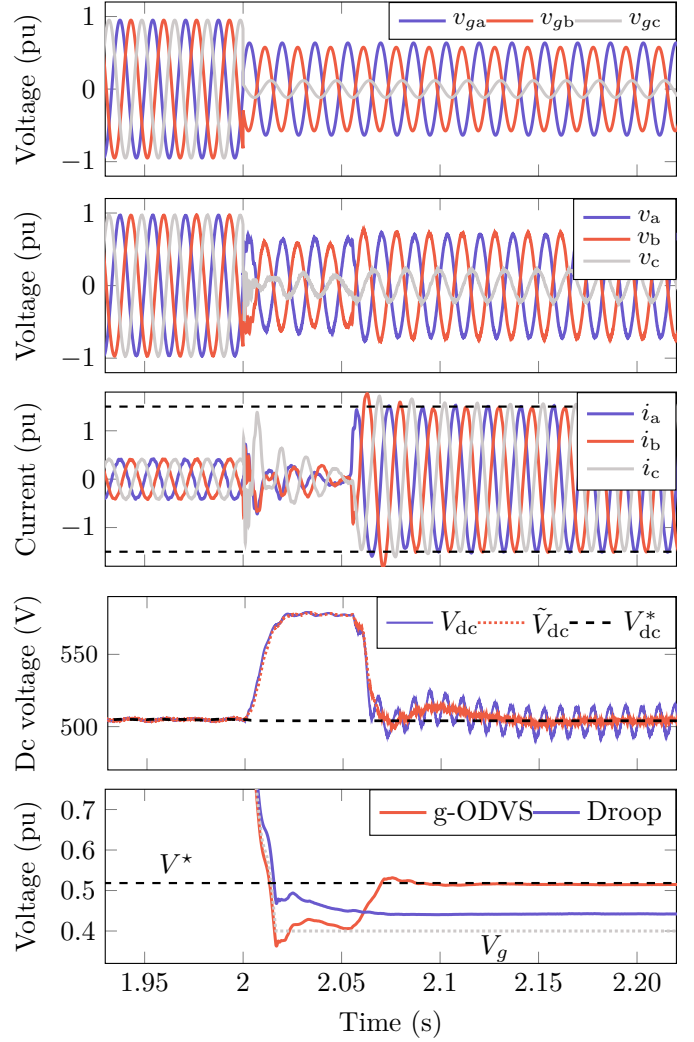 1
0
−1
Voltage (pu)
v_ga v_gb v_gc
1
0
−1
Voltage (pu)
v_a
v_b
v_c
1
0
−1
Current (pu)
i_a
i_b
i_c
550
500
Dc voltage (V)
V_dc Ṽ_dc V*_dc
0.7
0.6
0.5
0.4
Voltage (pu)
g-ODVS Droop
V⋆
V_g
1.95 2 2.05 2.1 2.15 2.20
Time (s)